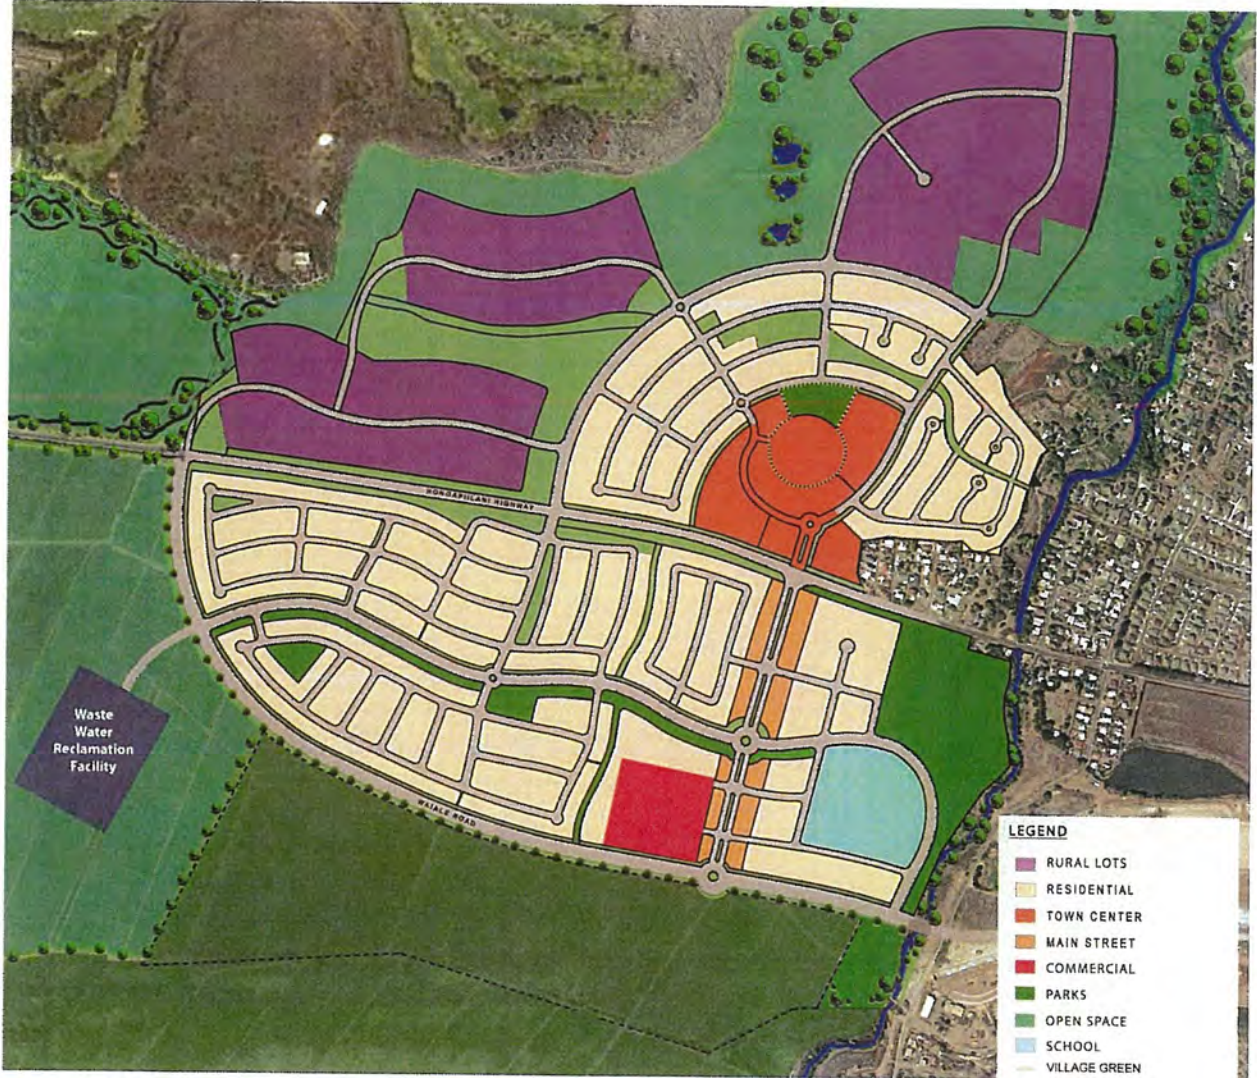 HONOAPIILANI HIGHWAY
Waste
Water
Reclamation
Facility
WAIALE ROAD
LEGEND
RURAL LOTS
RESIDENTIAL
TOWN CENTER
MAIN STREET
COMMERCIAL
PARKS
OPEN SPACE
SCHOOL
VILLAGE GREEN